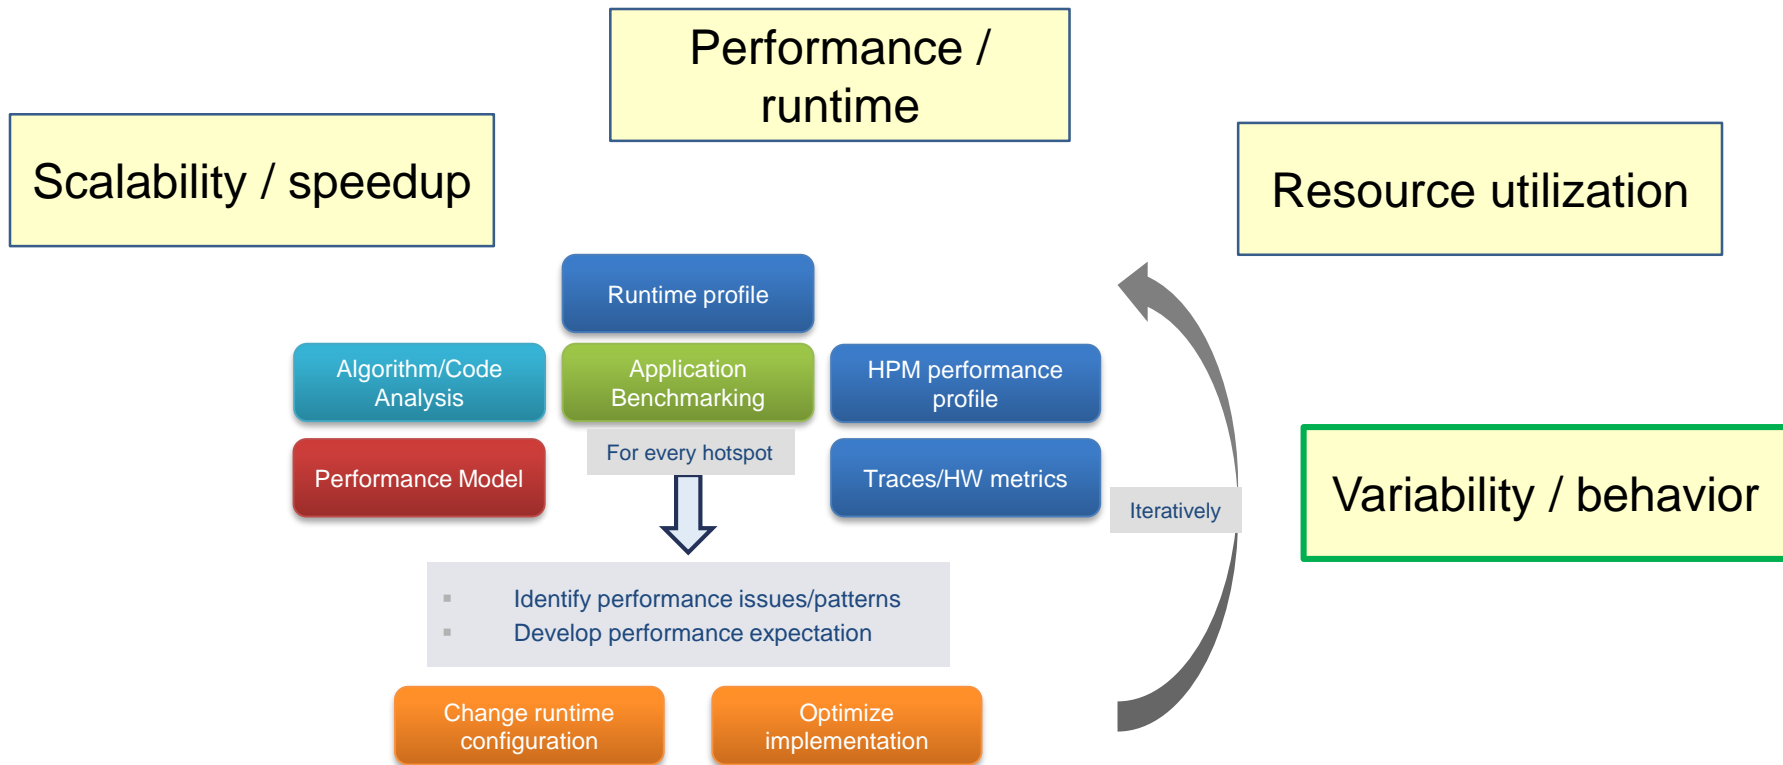 Performance /
runtime
Scalability / speedup
Resource utilization
Runtime profile
Algorithm/Code
Analysis
Application
Benchmarking
HPM performance
profile
For every hotspot
Performance Model
Traces/HW metrics
Iteratively
Variability / behavior
▪ Identify performance issues/patterns
▪ Develop performance expectation
Change runtime
configuration
Optimize
implementation